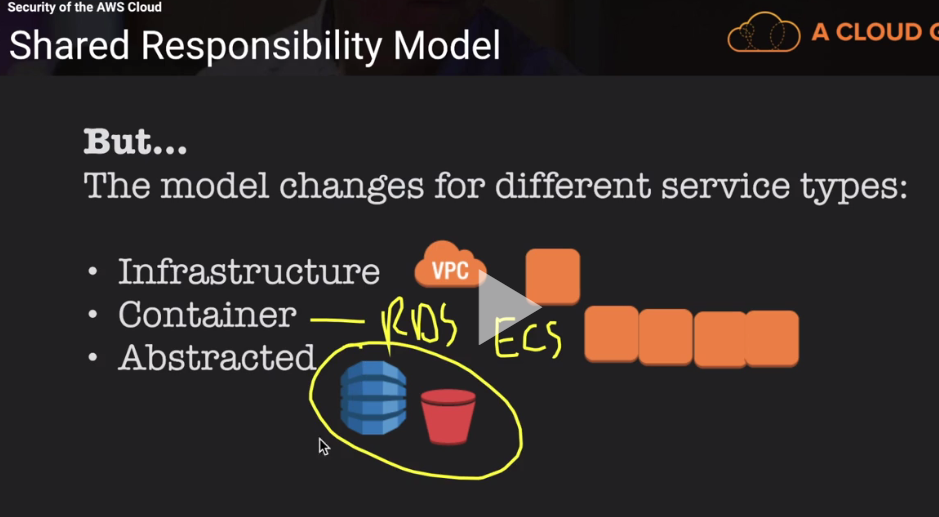 Security of the AWS Cloud
Shared Responsibility Model
A CLOUD G
But...
The model changes for different service types:
• Infrastructure
VPC
• Container
RDS
ECS
• Abstracted